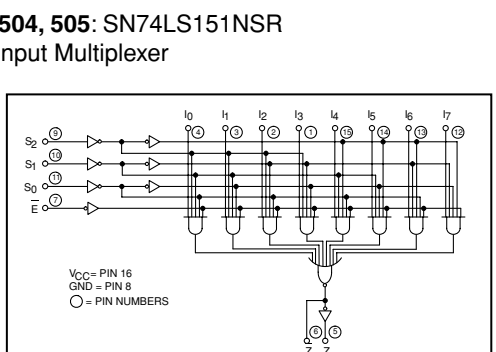 504, 505: SN74LS151NSR
nput Multiplexer
I0 I1 I2 I3 I4 I5 I6 I7
4 3 2 1 15 14 13 12
S2 9
S1 10
S0 11
E 7
VCC = PIN 16
GND = PIN 8
= PIN NUMBERS
6 5
Z Z